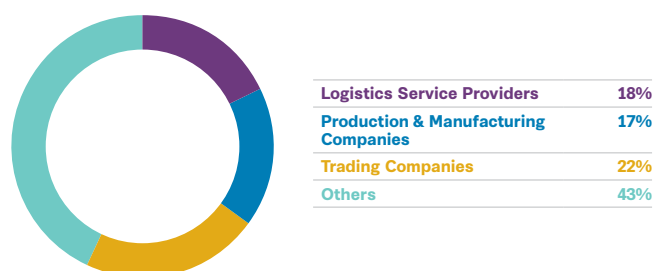 Logistics Service Providers 18%
Production & Manufacturing 17%
Companies
Trading Companies 22%
Others 43%